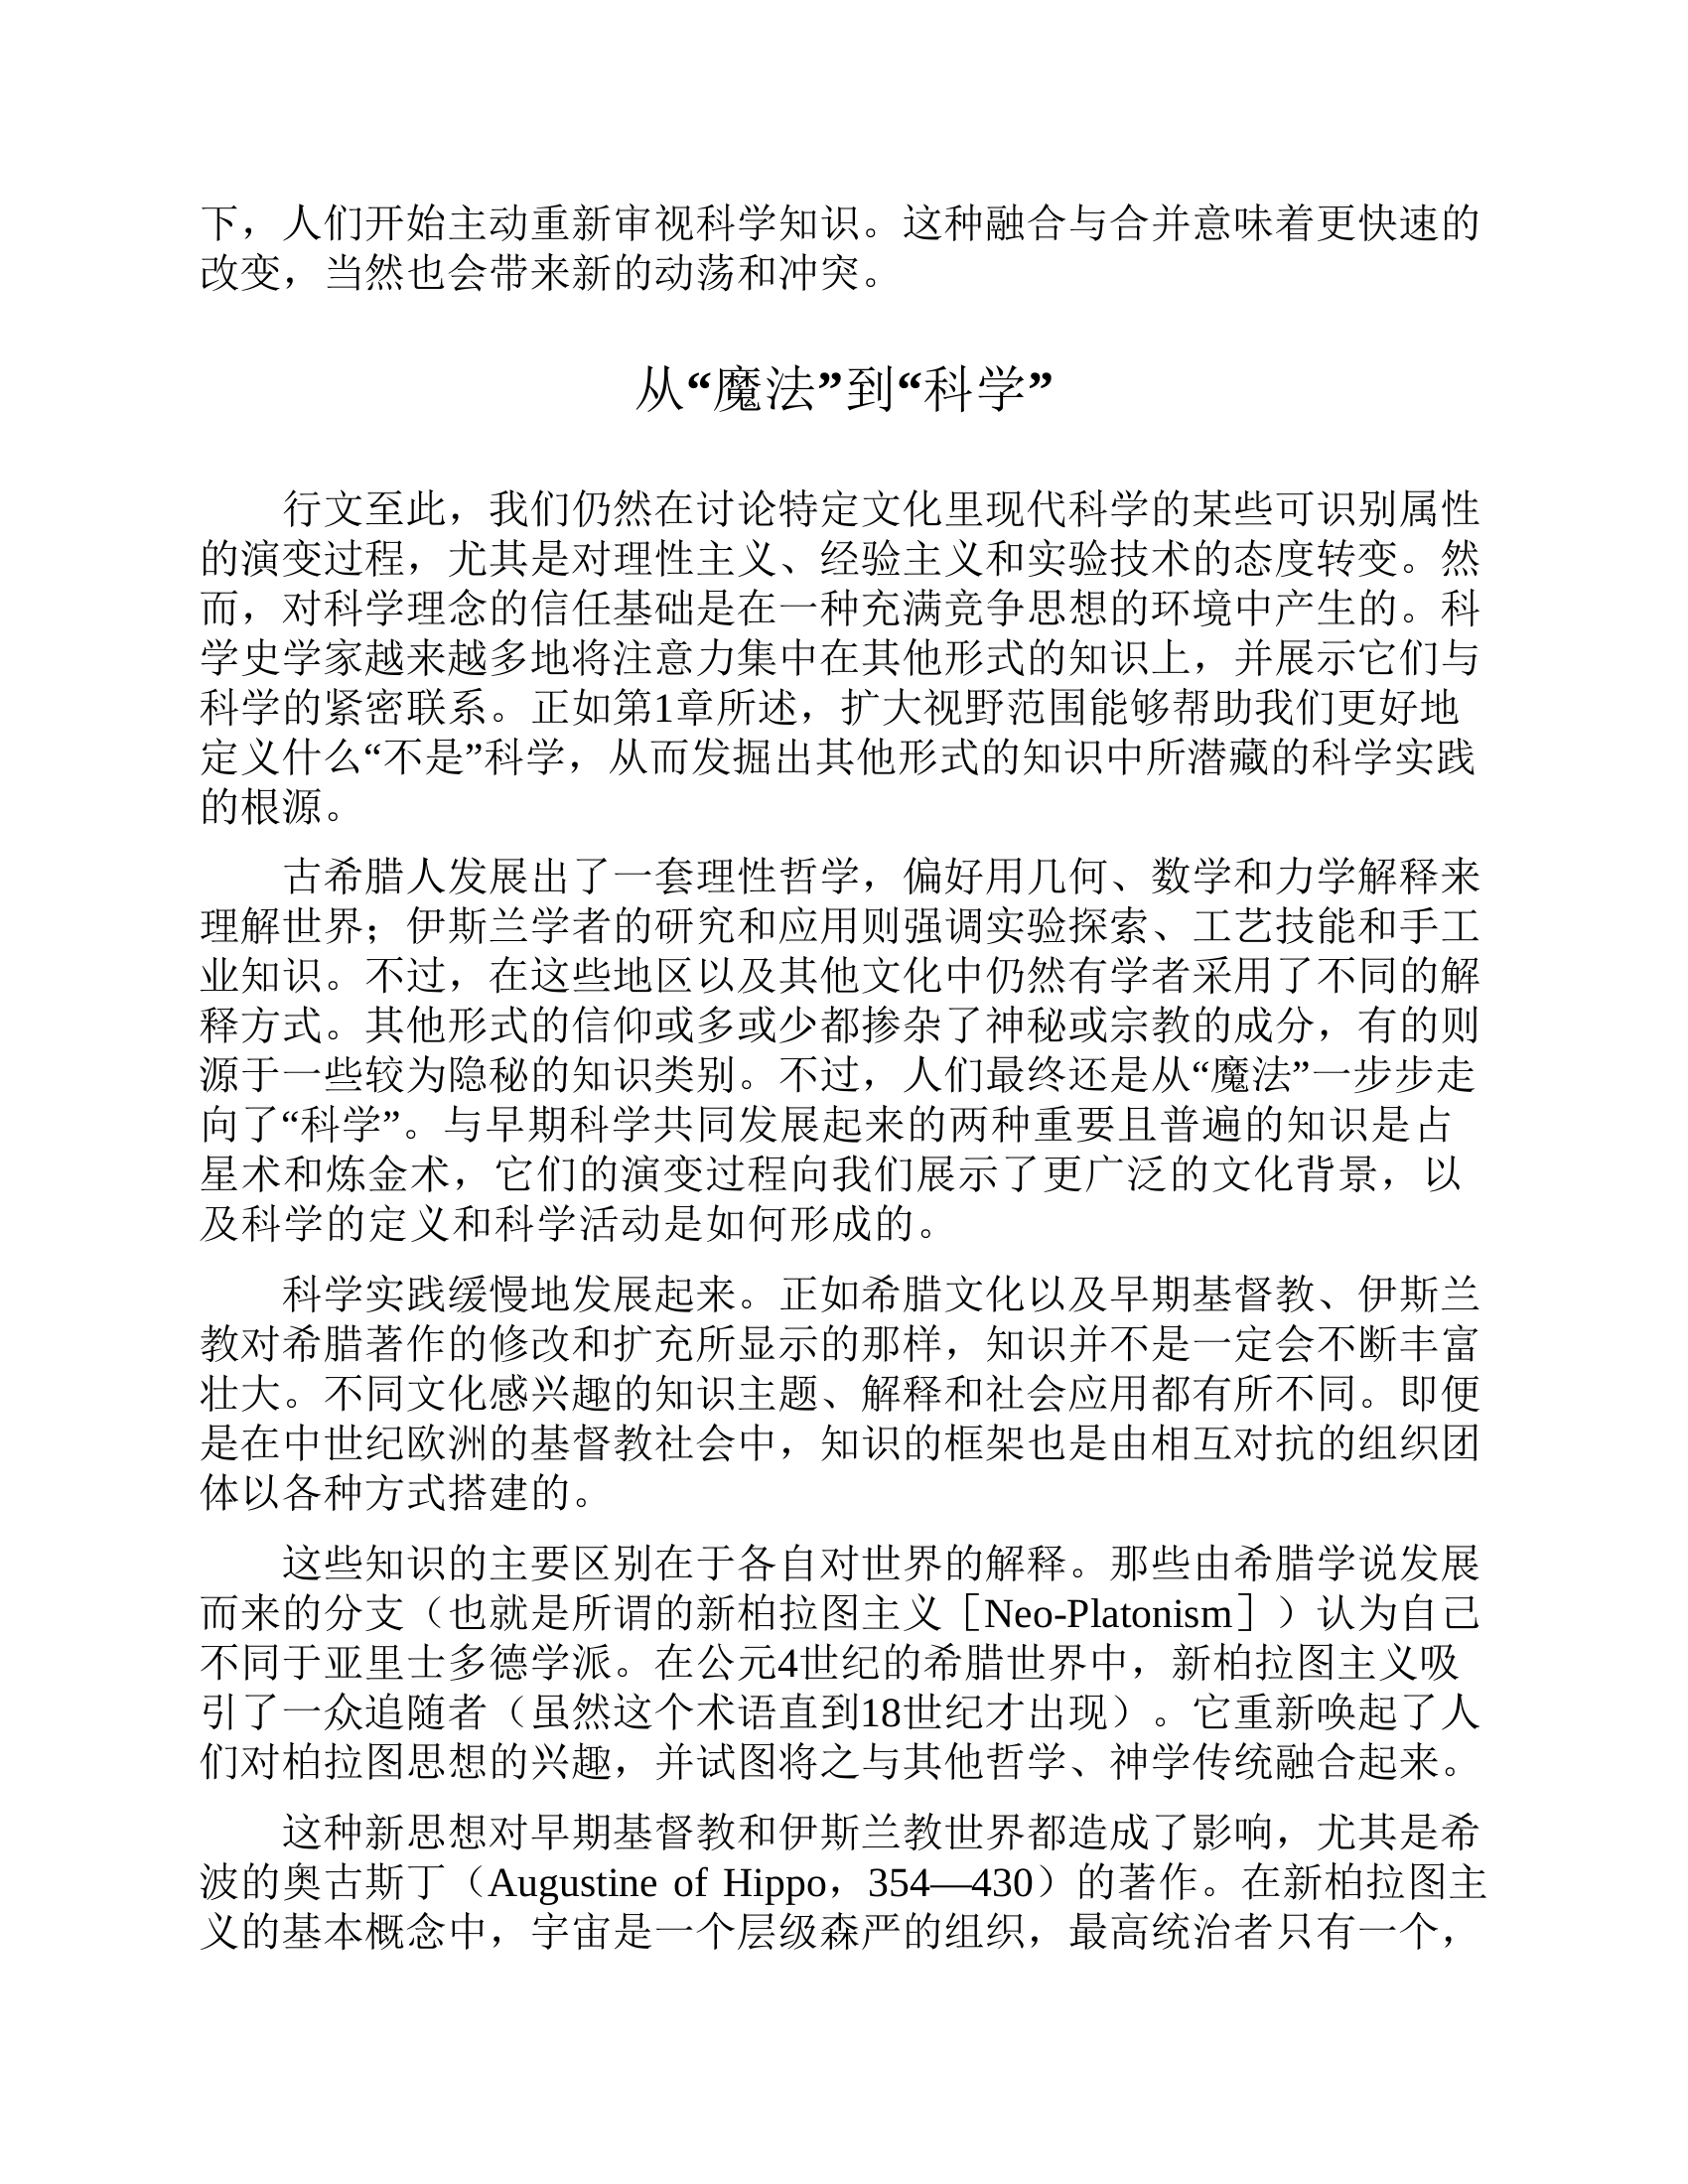 下，人们开始主动重新审视科学知识。这种融合与合并意味着更快速的
改变，当然也会带来新的动荡和冲突。
从“魔法”到“科学”
行文至此，我们仍然在讨论特定文化里现代科学的某些可识别属性
的演变过程，尤其是对理性主义、经验主义和实验技术的态度转变。然
而，对科学理念的信任基础是在一种充满竞争思想的环境中产生的。科
学史学家越来越多地将注意力集中在其他形式的知识上，并展示它们与
科学的紧密联系。正如第1章所述，扩大视野范围能够帮助我们更好地
定义什么“不是”科学，从而发掘出其他形式的知识中所潜藏的科学实践
的根源。
古希腊人发展出了一套理性哲学，偏好用几何、数学和力学解释来
理解世界；伊斯兰学者的研究和应用则强调实验探索、工艺技能和手工
业知识。不过，在这些地区以及其他文化中仍然有学者采用了不同的解
释方式。其他形式的信仰或多或少都掺杂了神秘或宗教的成分，有的则
源于一些较为隐秘的知识类别。不过，人们最终还是从“魔法”一步步走
向了“科学”。与早期科学共同发展起来的两种重要且普遍的知识是占
星术和炼金术，它们的演变过程向我们展示了更广泛的文化背景，以
及科学的定义和科学活动是如何形成的。
科学实践缓慢地发展起来。正如希腊文化以及早期基督教、伊斯兰
教对希腊著作的修改和扩充所显示的那样，知识并不是一定会不断丰富
壮大。不同文化感兴趣的知识主题、解释和社会应用都有所不同。即便
是在中世纪欧洲的基督教社会中，知识的框架也是由相互对抗的组织团
体以各种方式搭建的。
这些知识的主要区别在于各自对世界的解释。那些由希腊学说发展
而来的分支（也就是所谓的新柏拉图主义［Neo-Platonism］）认为自己
不同于亚里士多德学派。在公元4世纪的希腊世界中，新柏拉图主义吸
引了一众追随者（虽然这个术语直到18世纪才出现）。它重新唤起了人
们对柏拉图思想的兴趣，并试图将之与其他哲学、神学传统融合起来。
这种新思想对早期基督教和伊斯兰教世界都造成了影响，尤其是希
波的奥古斯丁（Augustine of Hippo，354—430）的著作。在新柏拉图主
义的基本概念中，宇宙是一个层级森严的组织，最高统治者只有一个，